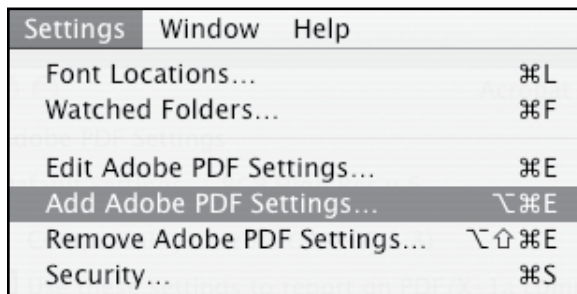 Settings Window Help
Font Locations... ⌘L
Watched Folders... ⌘F
Edit Adobe PDF Settings... ⌘E
Add Adobe PDF Settings... ⌥⌘E
Remove Adobe PDF Settings... ⌥⇧⌘E
Security... ⌘S